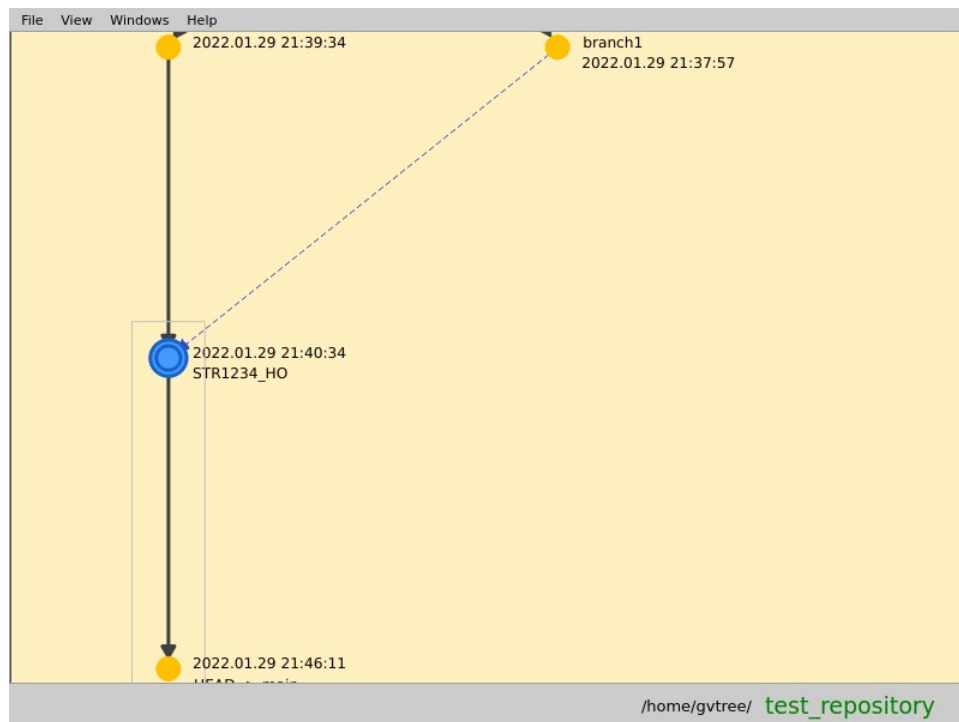 File View Windows Help
2022.01.29 21:39:34
branch1
2022.01.29 21:37:57
2022.01.29 21:40:34
STR1234_HO
2022.01.29 21:46:11
/home/gvtree/ test_repository